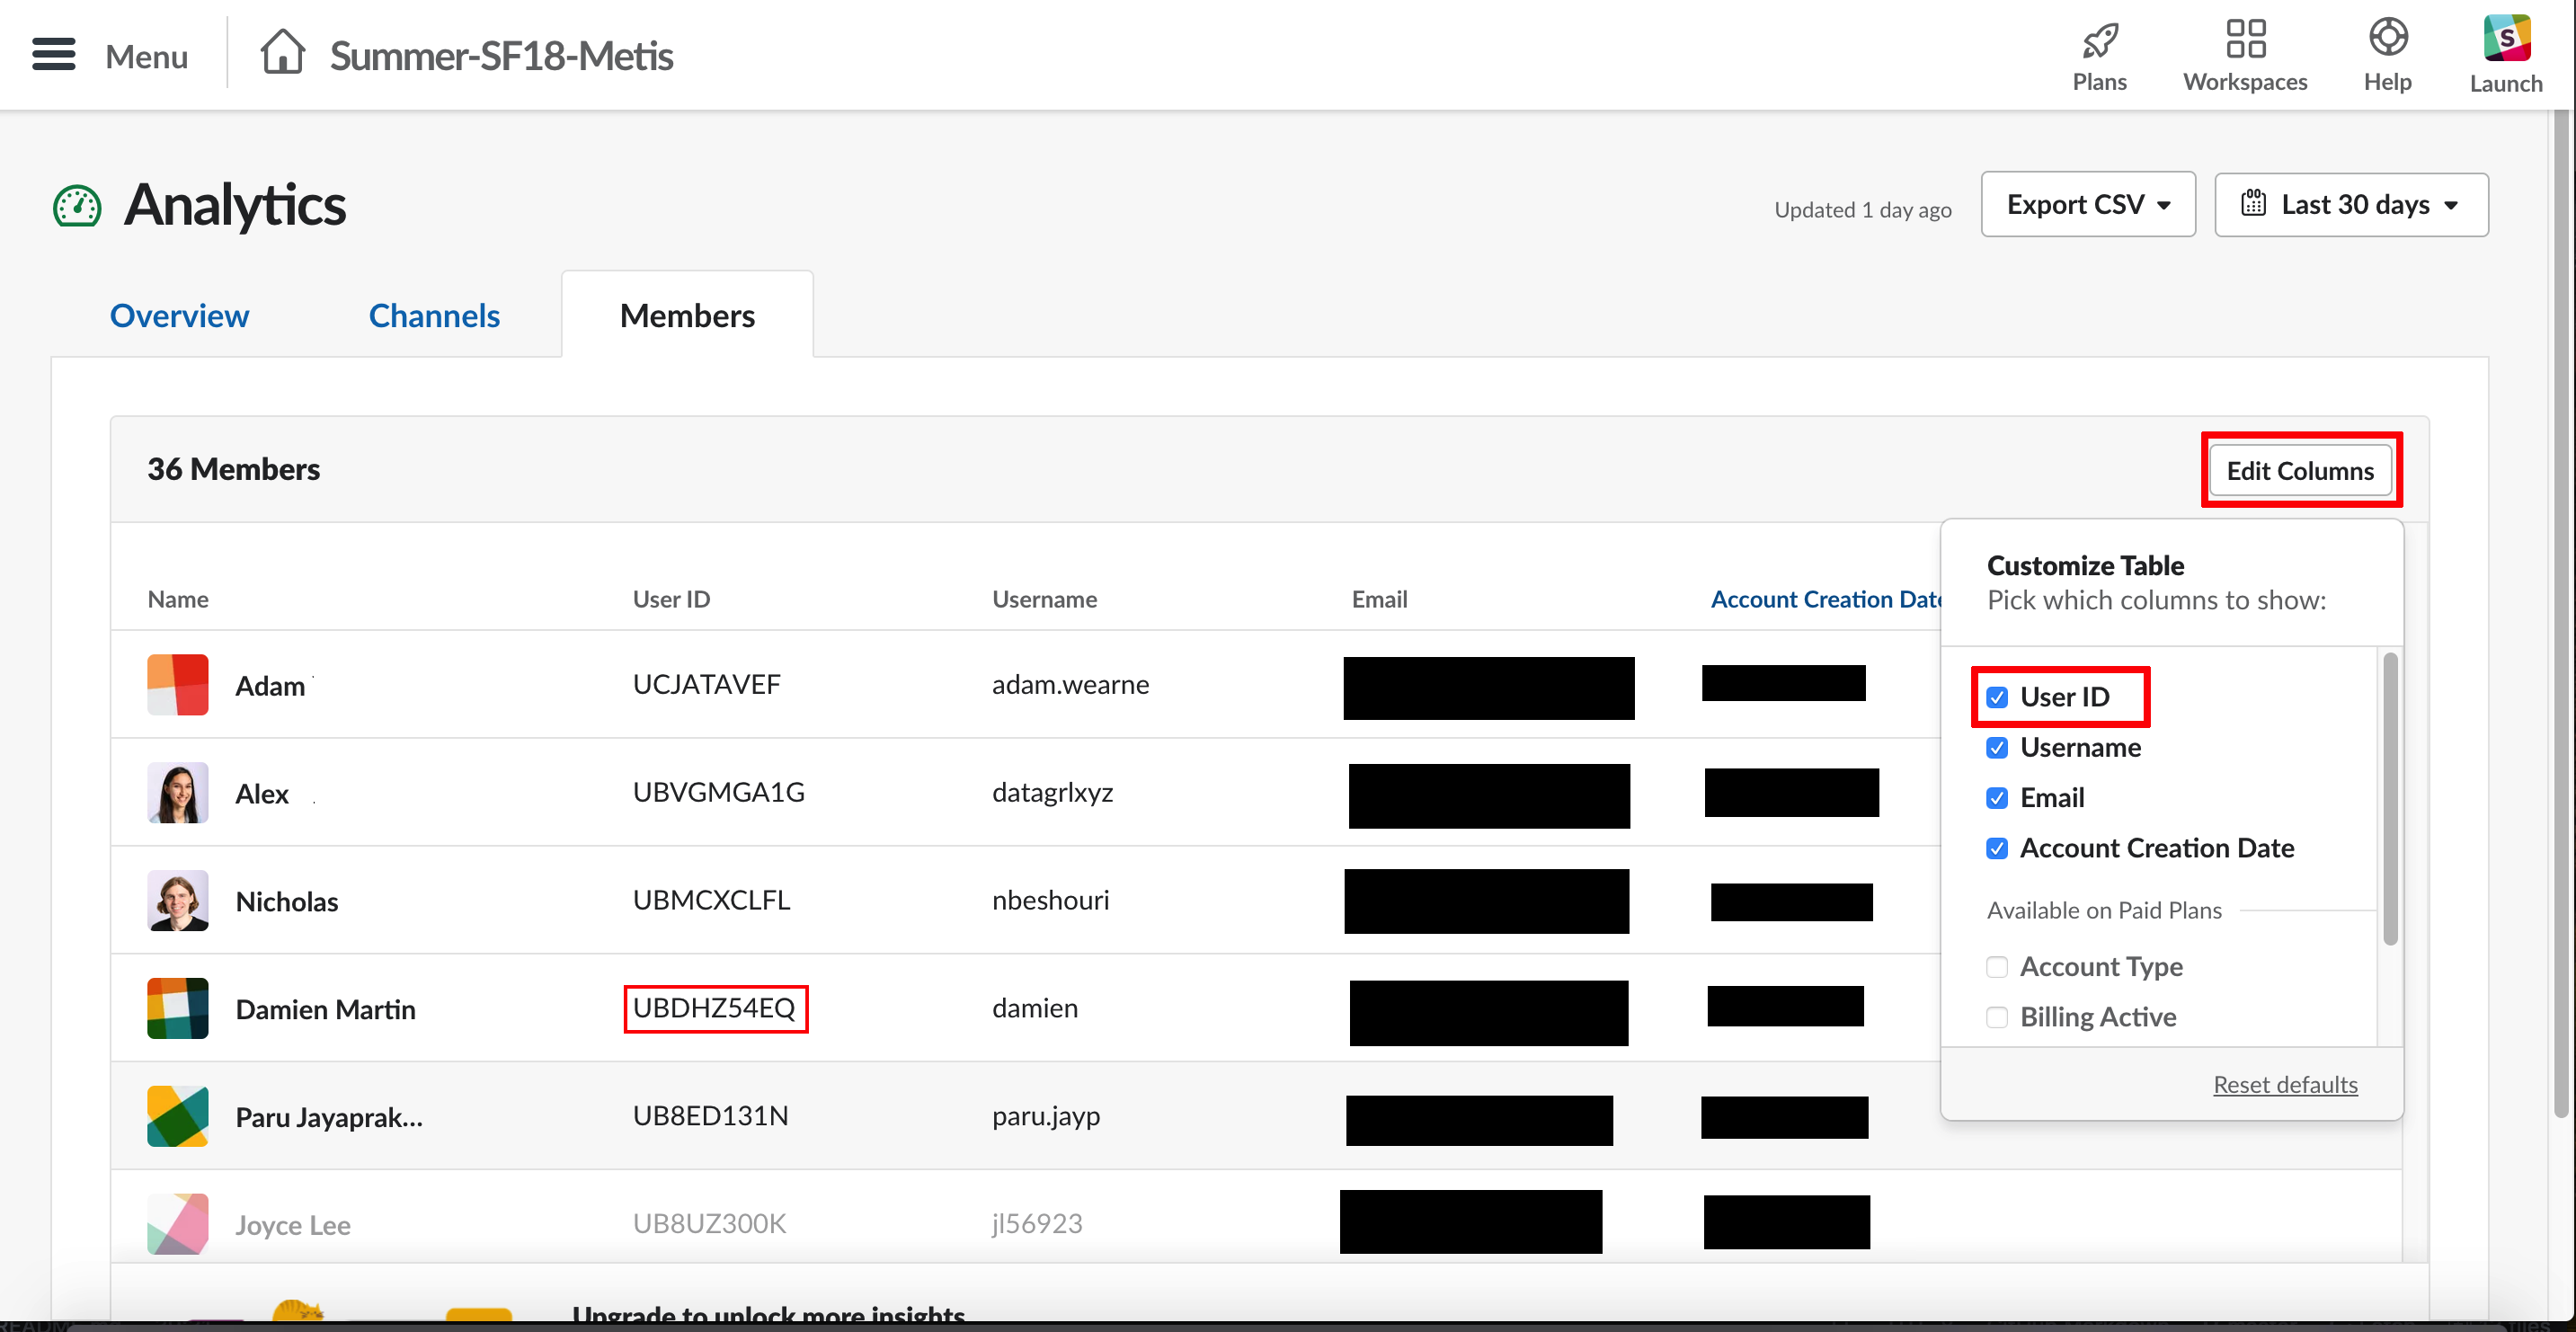 Menu
Summer-SF18-Metis
Plans
Workspaces
Help
S
Launch
Analytics
Updated 1 day ago
Export CSV
Last 30 days
Overview
Channels
Members
36 Members
Edit Columns
Name
User ID
Username
Email
Account Creation Date
Customize Table
Pick which columns to show:
User ID
Username
Email
Account Creation Date
Available on Paid Plans
Account Type
Billing Active
Reset defaults
Adam
UCJATAVEF
adam.wearne
Alex
UBVGMGA1G
datagrlxyz
Nicholas
UBMCXCLFL
nbeshouri
Damien Martin
UBDHZ54EQ
damien
Paru Jayaprak...
UB8ED131N
paru.jayp
Joyce Lee
UB8UZ300K
jl56923
Upgrade to unlock more insights